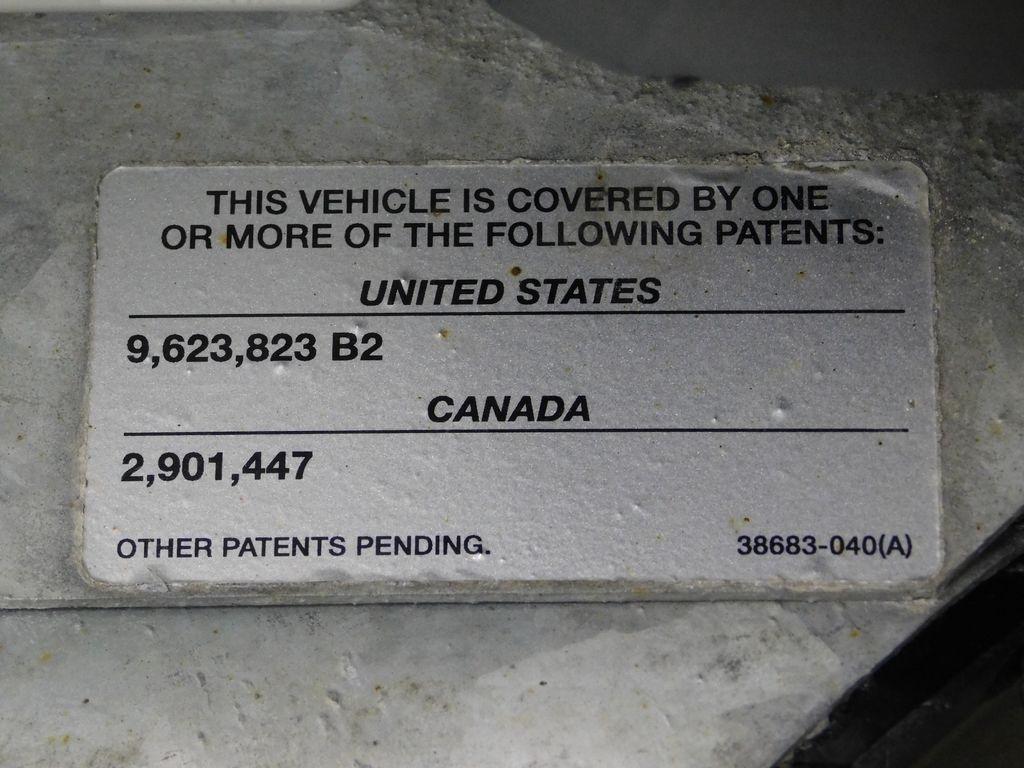 THIS VEHICLE IS COVERED BY ONE
OR MORE OF THE FOLLOWING PATENTS:
UNITED STATES
9,623,823 B2
CANADA
2,901,447
OTHER PATENTS PENDING. 38683-040(A)